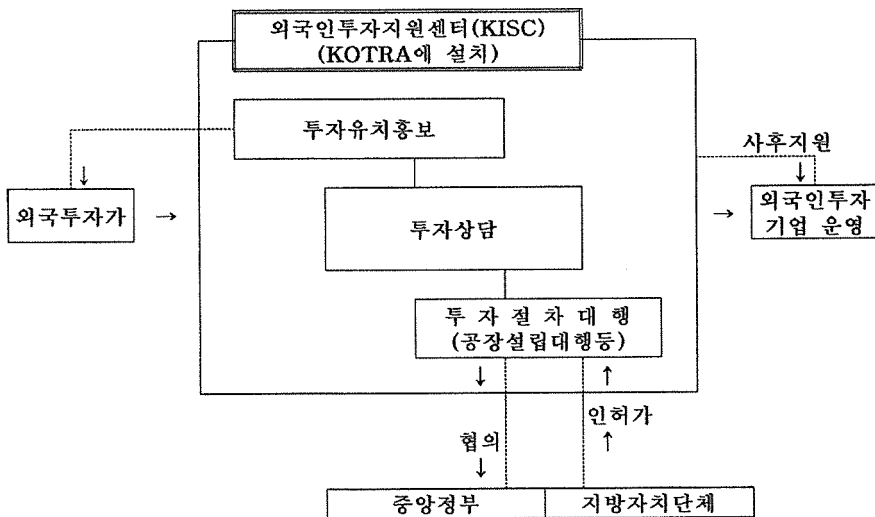 외국인투자지원센터(KISC)
(KOTRA에 설치)
투자유치홍보
사후지원
↓
↓
외국투자가
→
투자상담
→
외국인투자
기업 운영
투 자 절 차 대 행
(공장설립대행등)
↓
↑
인허가
협의
↑
↓
중앙정부
지방자치단체